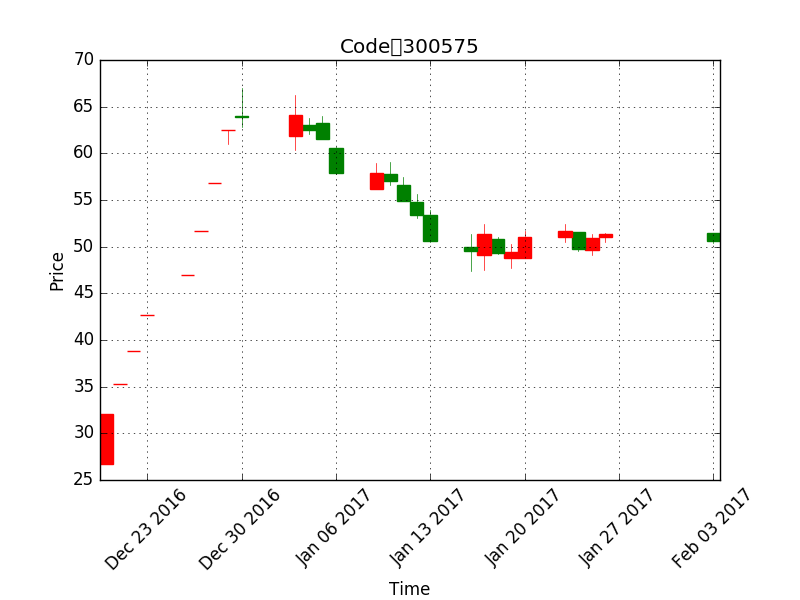 Code▯300575
70
65
60
55
50
45
40
35
30
25
Price
Dec 23 2016
Dec 30 2016
Jan 06 2017
Jan 13 2017
Jan 20 2017
Jan 27 2017
Feb 03 2017
Time